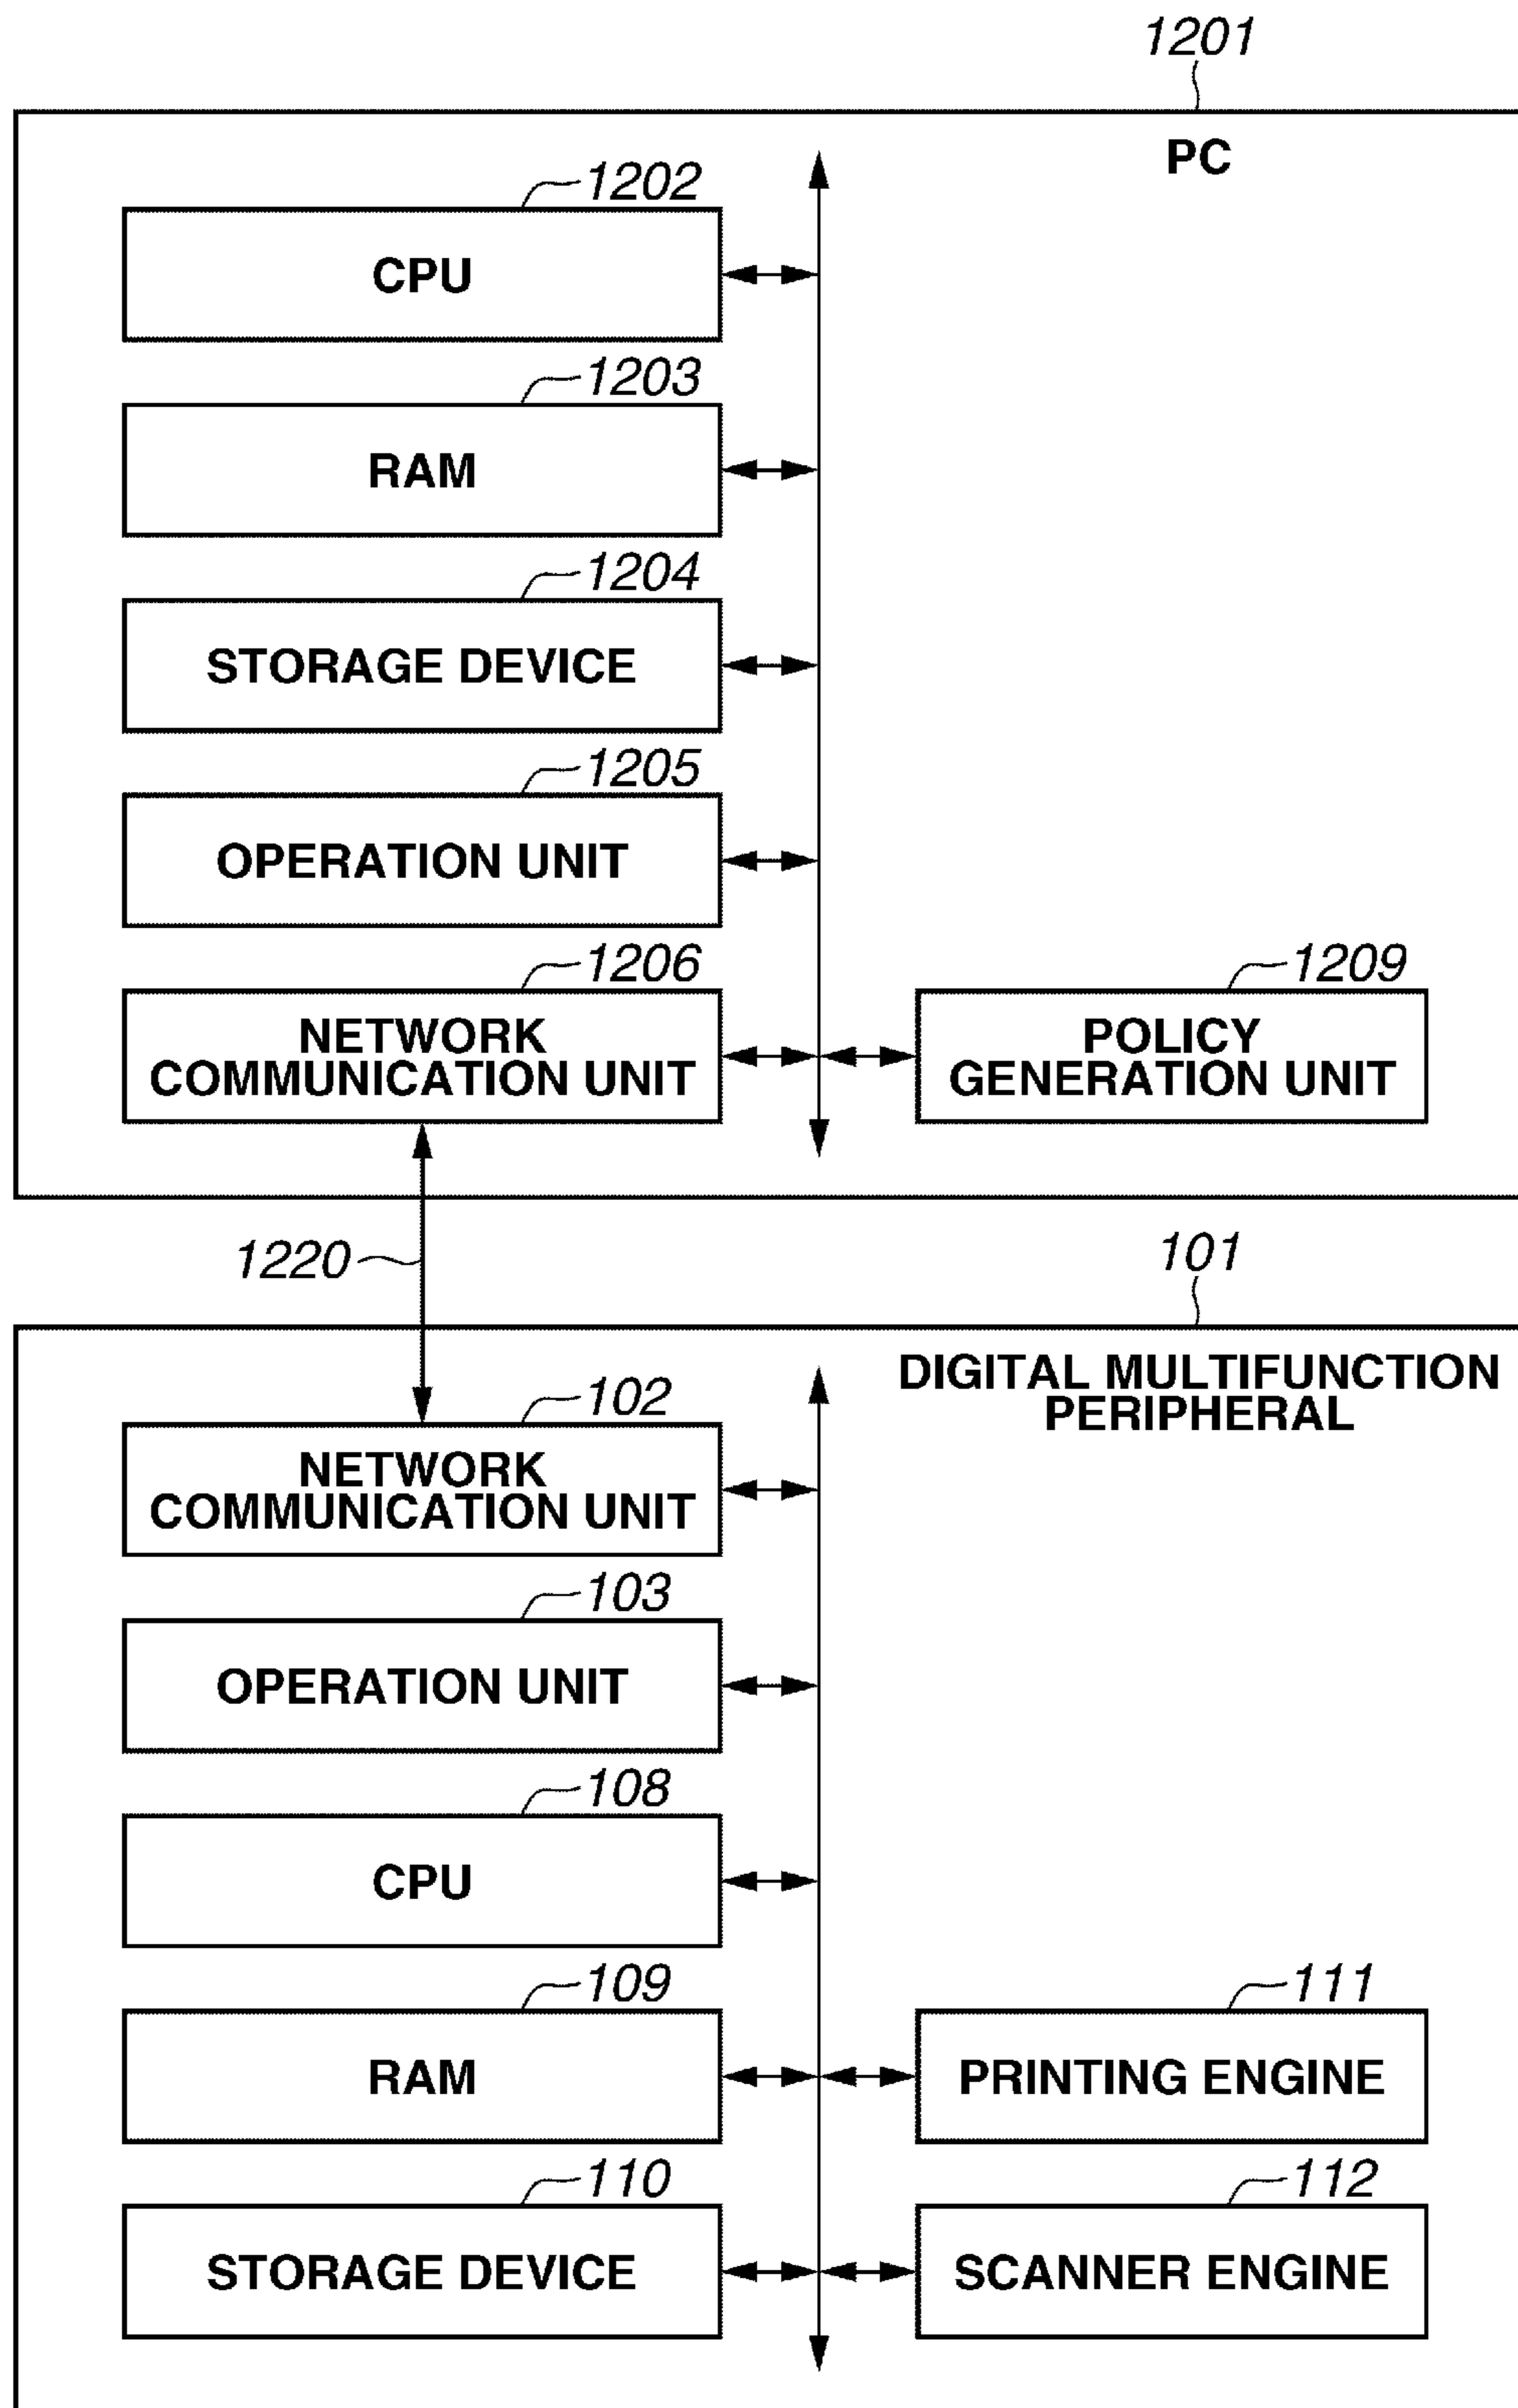 1201
PC
1202
CPU
1203
RAM
1204
STORAGE DEVICE
1205
OPERATION UNIT
1206
NETWORK
COMMUNICATION UNIT
1209
POLICY
GENERATION UNIT
1220
101
DIGITAL MULTIFUNCTION
PERIPHERAL
102
NETWORK
COMMUNICATION UNIT
103
OPERATION UNIT
108
CPU
109
RAM
111
PRINTING ENGINE
110
STORAGE DEVICE
112
SCANNER ENGINE